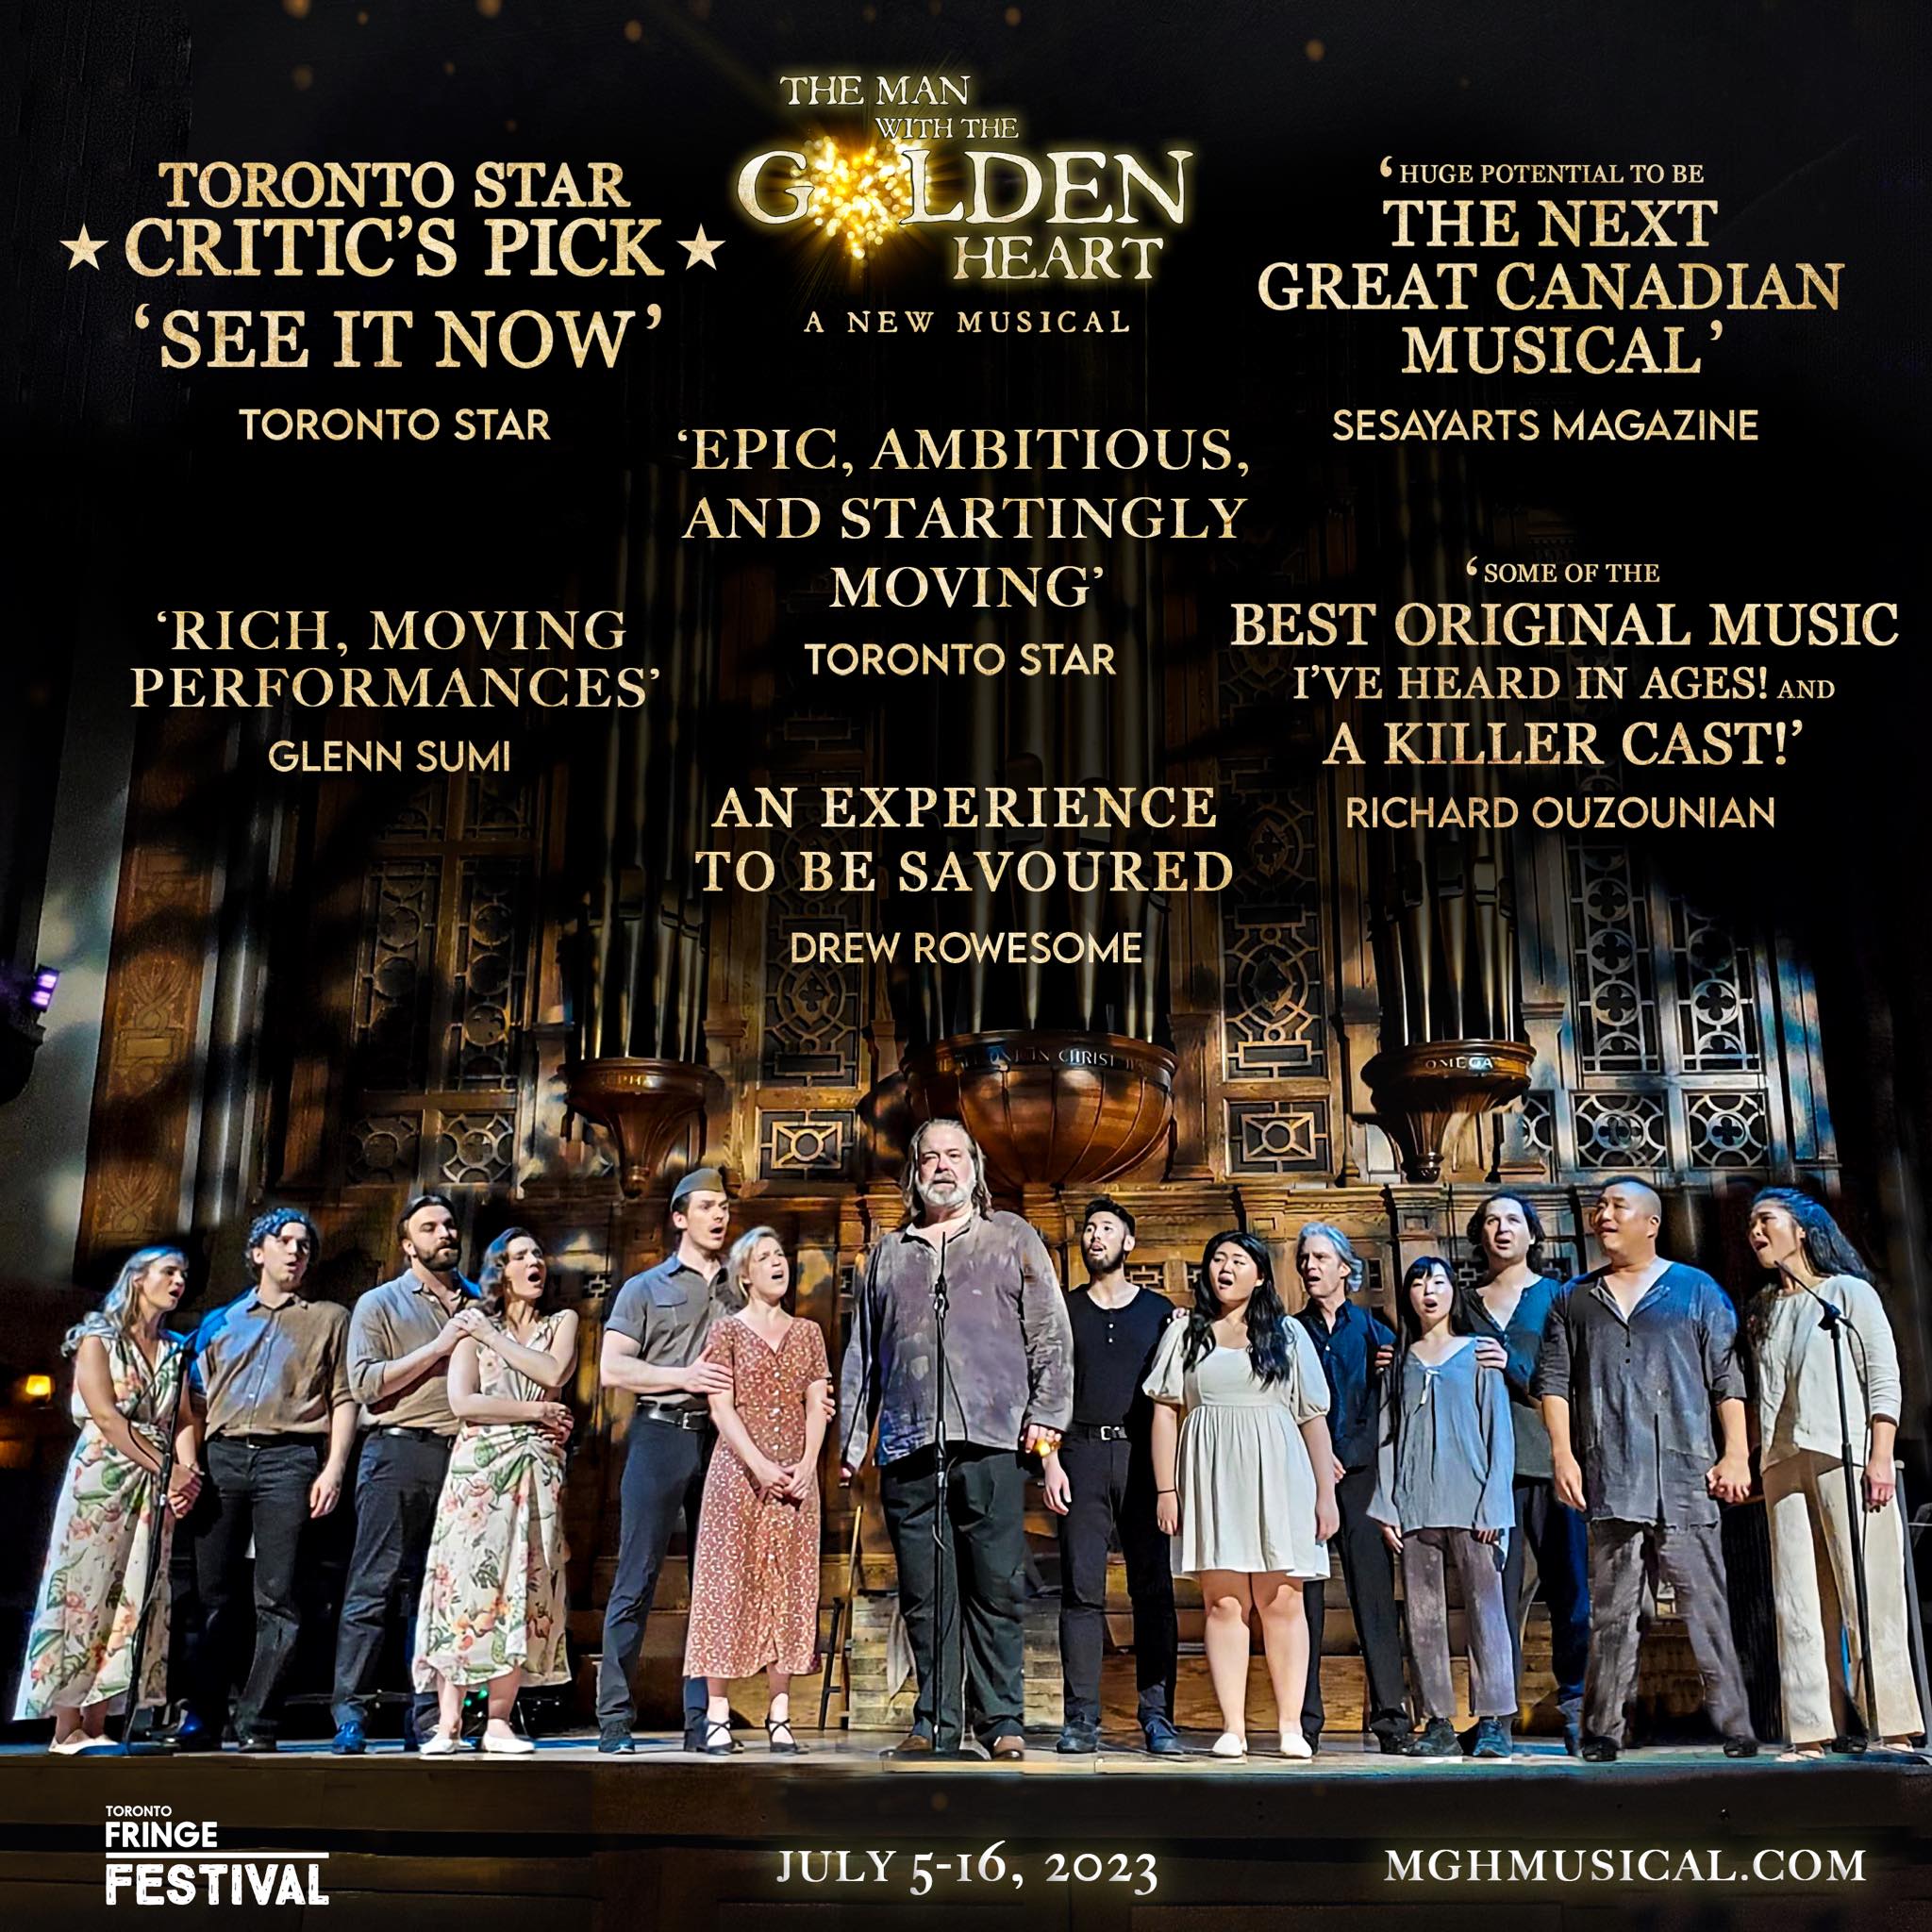 THE MAN
WITH THE
GOLDEN
HEART
A NEW MUSICAL
TORONTO STAR
★ CRITIC'S PICK ★
'SEE IT NOW'
TORONTO STAR
'HUGE POTENTIAL TO BE
THE NEXT
GREAT CANADIAN
MUSICAL'
SESAYARTS MAGAZINE
'EPIC, AMBITIOUS,
AND STARTINGLY
MOVING'
TORONTO STAR
'RICH, MOVING
PERFORMANCES'
GLENN SUMI
'SOME OF THE
BEST ORIGINAL MUSIC
I'VE HEARD IN AGES! AND
A KILLER CAST!'
RICHARD OUZOUNIAN
AN EXPERIENCE
TO BE SAVOURED
DREW ROWESOME
IN CHRIST
OMEGA
TORONTO
FRINGE
FESTIVAL
JULY 5-16, 2023
MGHMUSICAL.COM